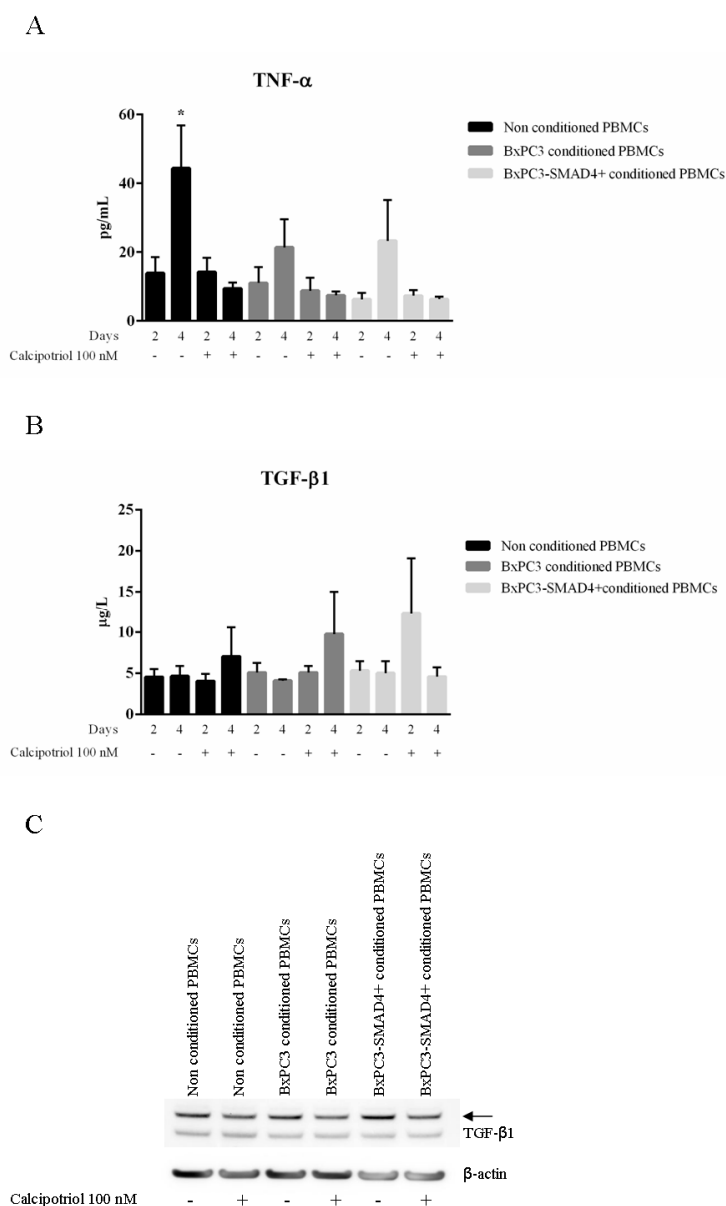 A
TNF-α
*
60
40
20
0
pg/mL
Non conditioned PBMCs
BxPC3 conditioned PBMCs
BxPC3-SMAD4+ conditioned PBMCs
Days 2 4 2 4 2 4 2 4 2 4 2 4
Calcipotriol 100 nM - - + + - - + + - - + +
B
TGF-β1
25
20
15
10
5
0
µg/L
Non conditioned PBMCs
BxPC3 conditioned PBMCs
BxPC3-SMAD4+conditioned PBMCs
Days 2 4 2 4 2 4 2 4 2 4 2 4
Calcipotriol 100 nM - - + + - - + + - - + +
C
Non conditioned PBMCs
Non conditioned PBMCs
BxPC3 conditioned PBMCs
BxPC3 conditioned PBMCs
BxPC3-SMAD4+ conditioned PBMCs
BxPC3-SMAD4+ conditioned PBMCs
TGF-β1
β-actin
Calcipotriol 100 nM - + - + - +